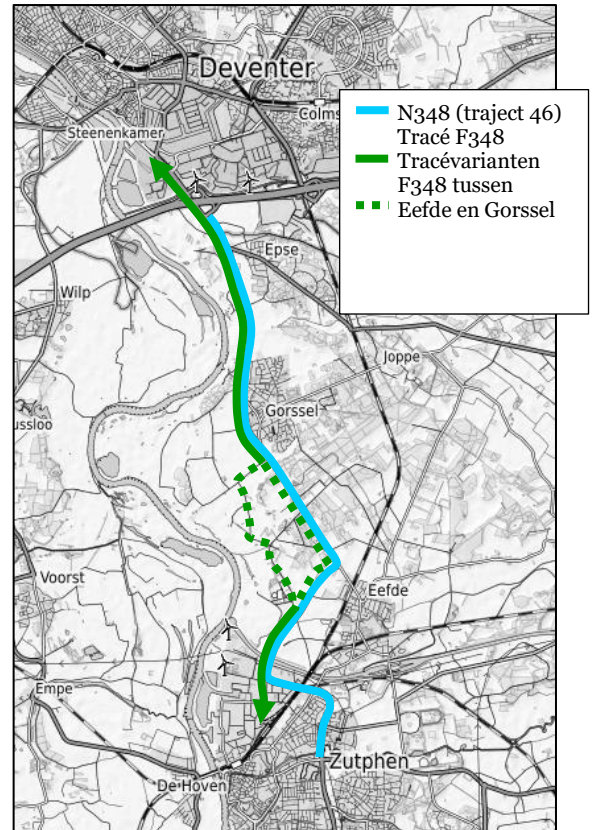 Deventer
Colms
Steenenkamer
N348 (traject 46)
Tracé F348
Tracévarianten
F348 tussen
Eefde en Gorssel
Epse
Wilp
Joppe
Gorssel
ussloo
Voorst
Eefde
Empe
Zutphen
De Hoven